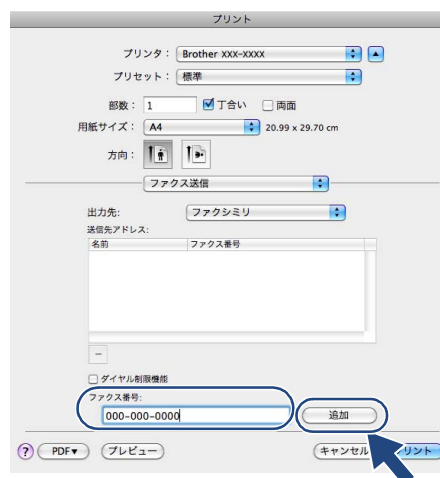 プリント
プリンタ： Brother XXX-XXXX
プリセット： 標準
部数： 1 丁合い 両面
用紙サイズ： A4 20.99 x 29.70 cm
方向：
ファクス送信
出力先: ファクシミリ
送信先アドレス:
名前 ファクス番号
ダイヤル制限機能
ファクス番号:
000-000-0000 追加
? PDF▼ プレビュー キャンセル プリント